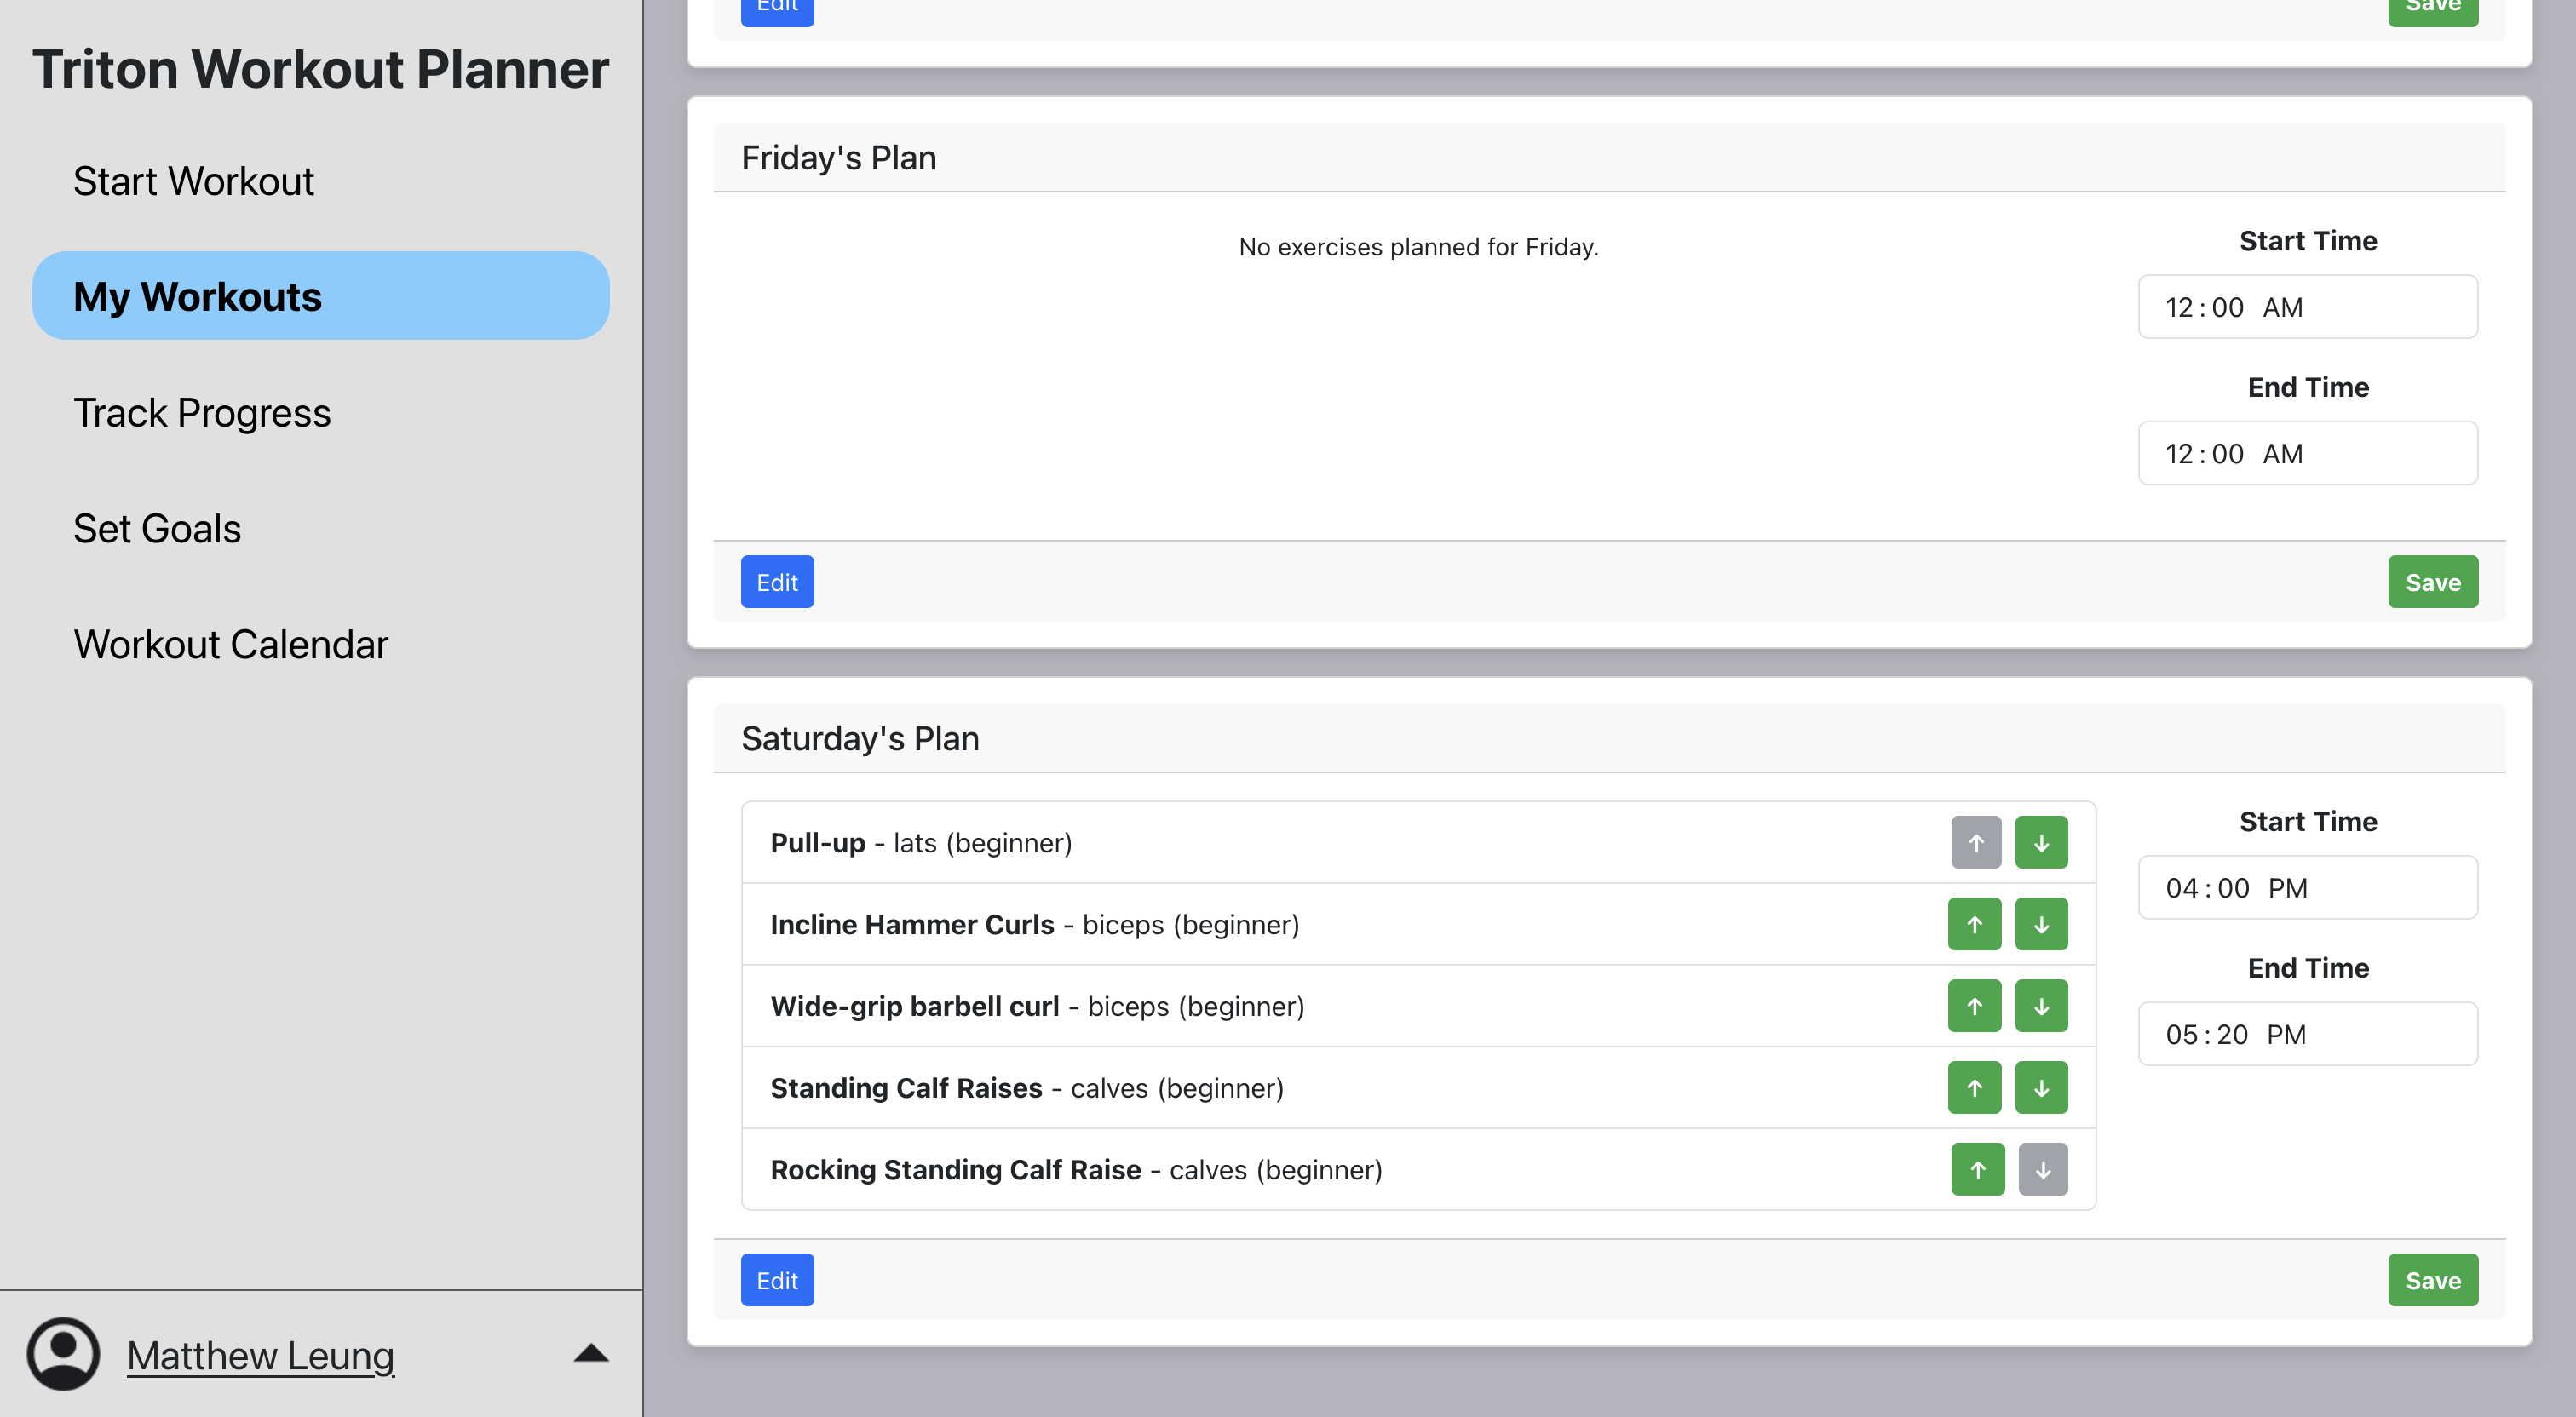 Triton Workout Planner
Start Workout
My Workouts
Track Progress
Set Goals
Workout Calendar
Matthew Leung
Edit
Save
Friday's Plan
No exercises planned for Friday.
Start Time
12:00 AM
End Time
12:00 AM
Edit
Save
Saturday's Plan
Pull-up - lats (beginner)
Incline Hammer Curls - biceps (beginner)
Wide-grip barbell curl - biceps (beginner)
Standing Calf Raises - calves (beginner)
Rocking Standing Calf Raise - calves (beginner)
Start Time
04:00 PM
End Time
05:20 PM
Edit
Save